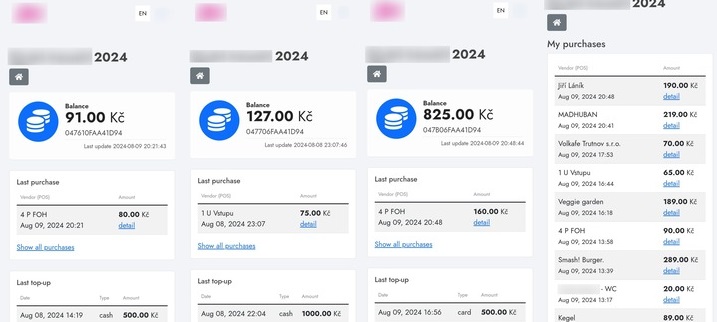 EN
2024
Balance
91.00 Kč
047610FAA41D94
Last update 2024-08-09 20:21:43
Last purchase
Vendor (POS) Amount
4 P FOH 80.00 Kč
Aug 09, 2024 20:21 detail
Show all purchases
Last top-up
Date Type Amount
Aug 08, 2024 14:19 cash 500.00 Kč
EN
2024
Balance
127.00 Kč
047706FAA41D94
Last update 2024-08-08 23:07:46
Last purchase
Vendor (POS) Amount
1 U Vstupu 75.00 Kč
Aug 08, 2024 23:07 detail
Show all purchases
Last top-up
Date Type Amount
Aug 08, 2024 22:04 cash 1000.00 Kč
EN
2024
Balance
825.00 Kč
047B06FAA41D94
Last update 2024-08-09 20:48:44
Last purchase
Vendor (POS) Amount
4 P FOH 160.00 Kč
Aug 09, 2024 20:48 detail
Show all purchases
Last top-up
Date Type Amount
Aug 09, 2024 16:56 card 500.00 Kč
2024
My purchases
Vendor (POS) Amount
Jiří Láník 190.00 Kč
Aug 09, 2024 20:48 detail
MADHUBAN 219.00 Kč
Aug 09, 2024 20:41 detail
Volkafe Trutnov s.r.o. 70.00 Kč
Aug 09, 2024 17:53 detail
1 U Vstupu 65.00 Kč
Aug 09, 2024 16:44 detail
Veggie garden 189.00 Kč
Aug 09, 2024 16:18 detail
4 P FOH 90.00 Kč
Aug 09, 2024 13:58 detail
Smash! Burger. 289.00 Kč
Aug 09, 2024 13:39 detail
- WC 20.00 Kč
Aug 09, 2024 13:17 detail
Kegel 89.00 Kč